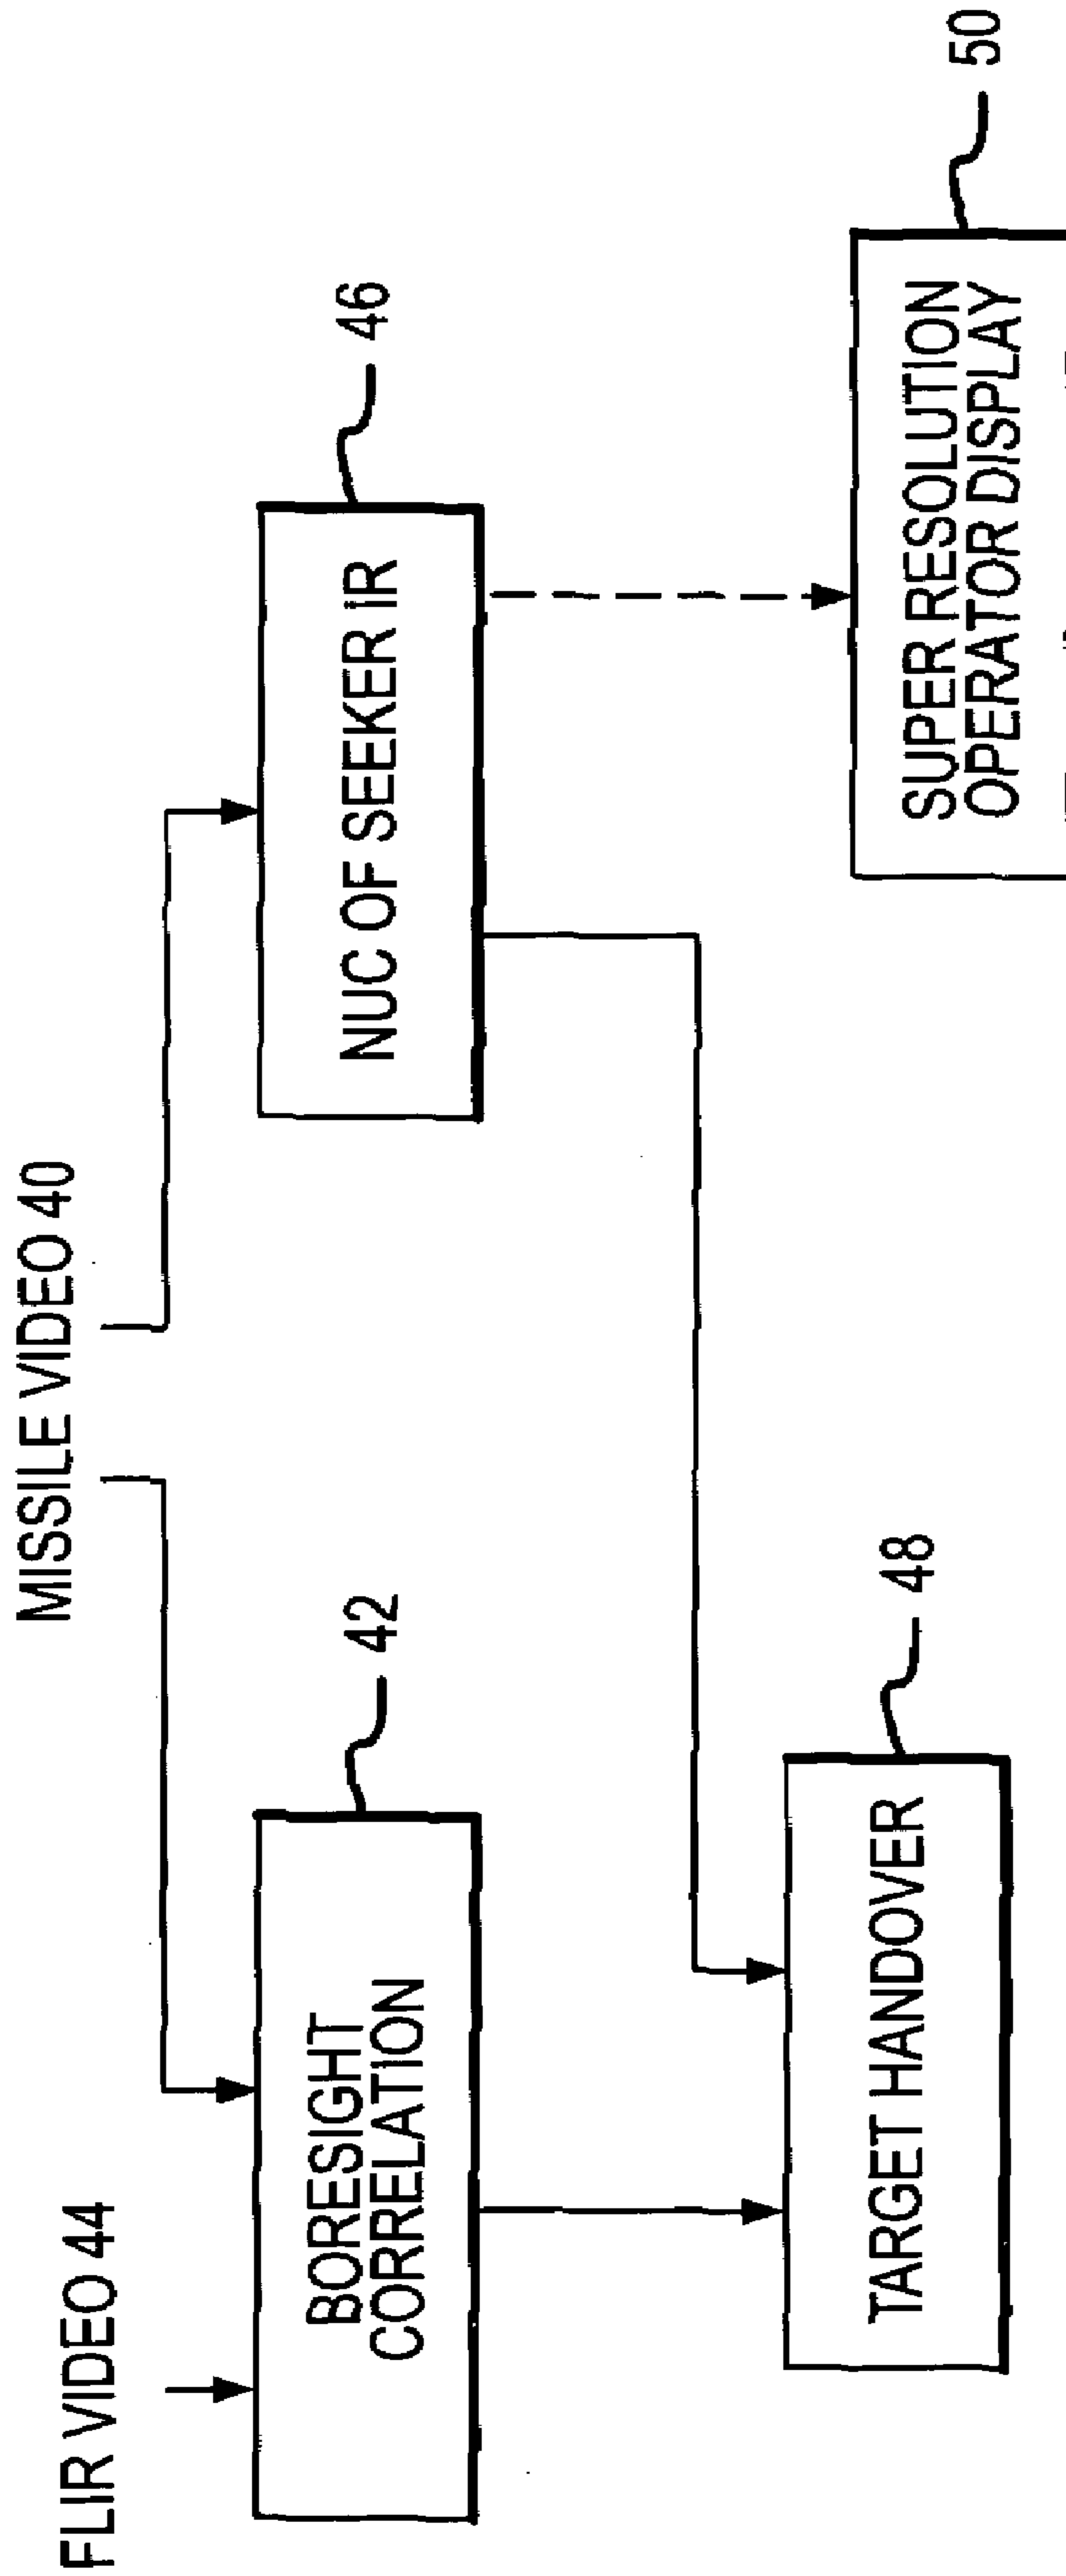 MISSILE VIDEO 40
FLIR VIDEO 44
BORESIGHT
CORRELATION
42
NUC OF SEEKER IR
46
TARGET HANDOVER
48
SUPER RESOLUTION
OPERATOR DISPLAY
50